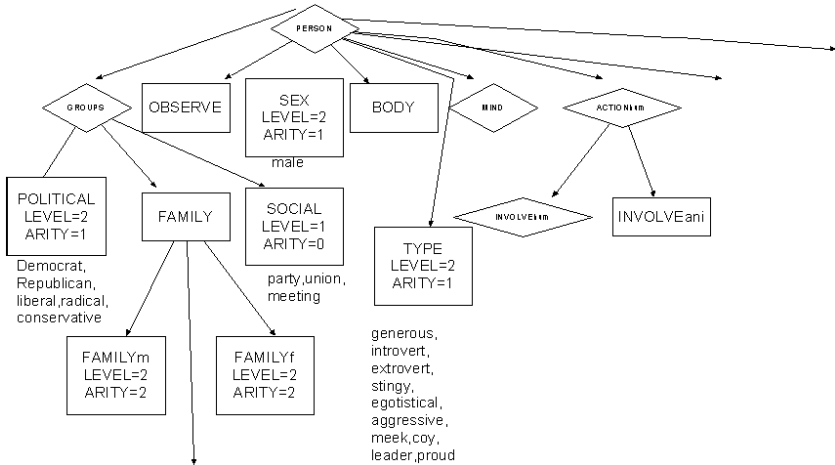 PERSON
GROUPS
OBSERVE
SEX
LEVEL=2
ARITY=1
male
BODY
MIND
ACTIONhum
POLITICAL
LEVEL=2
ARITY=1
Democrat,
Republican,
liberal,radical,
conservative
FAMILY
SOCIAL
LEVEL=1
ARITY=0
party,union,
meeting
TYPE
LEVEL=2
ARITY=1
generous,
introvert,
extrovert,
stingy,
egotistical,
aggressive,
meek,coy,
leader,proud
INVOLVEhum
INVOLVEani
FAMILYm
LEVEL=2
ARITY=2
FAMILYf
LEVEL=2
ARITY=2